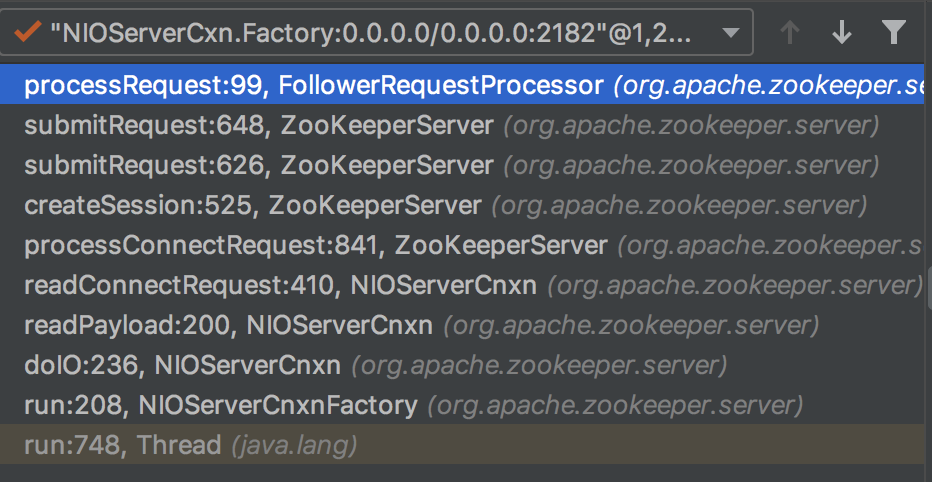 "NIOServerCxn.Factory:0.0.0.0/0.0.0.0:2182"@1,2...
processRequest:99, FollowerRequestProcessor (org.apache.zookeeper.se
submitRequest:648, ZooKeeperServer (org.apache.zookeeper.server)
submitRequest:626, ZooKeeperServer (org.apache.zookeeper.server)
createSession:525, ZooKeeperServer (org.apache.zookeeper.server)
processConnectRequest:841, ZooKeeperServer (org.apache.zookeeper.s
readConnectRequest:410, NIOServerCnxn (org.apache.zookeeper.server)
readPayload:200, NIOServerCnxn (org.apache.zookeeper.server)
doIO:236, NIOServerCnxn (org.apache.zookeeper.server)
run:208, NIOServerCnxnFactory (org.apache.zookeeper.server)
run:748, Thread (java.lang)